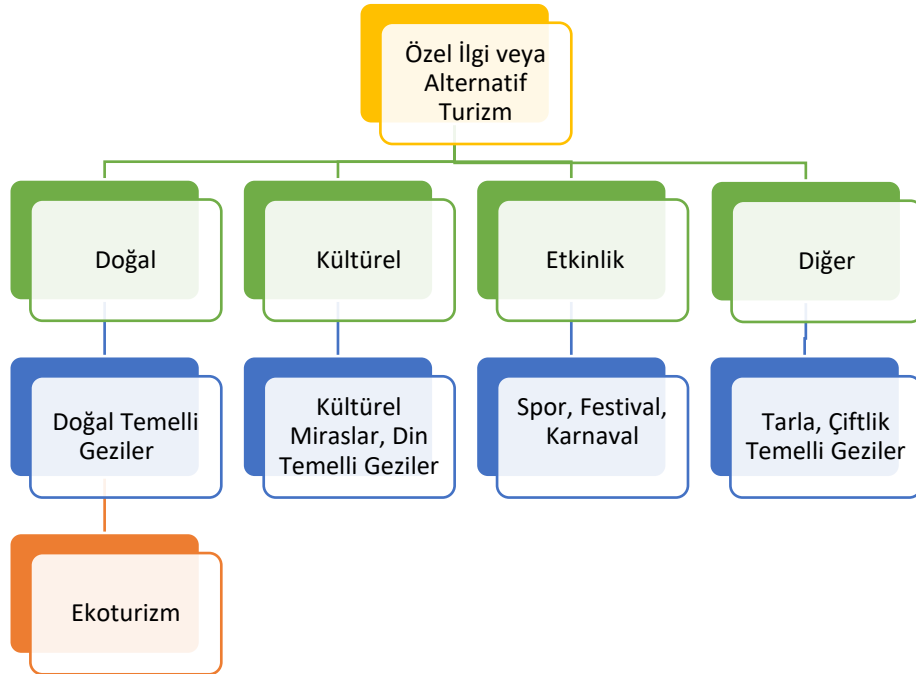 Özel İlgi veya
Alternatif
Turizm
Doğal
Kültürel
Etkinlik
Diğer
Doğal Temelli
Geziler
Kültürel
Miraslar, Din
Temelli Geziler
Spor, Festival,
Karnaval
Tarla, Çiftlik
Temelli Geziler
Ekoturizm